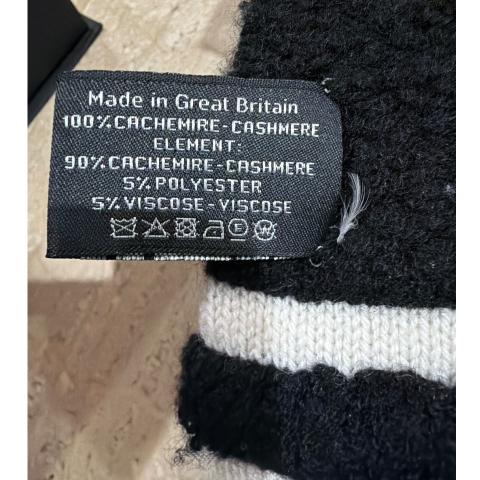 Made in Great Britain
100%CACHEMIRE-CASHMERE
ELEMENT:
90%CACHEMIRE-CASHMERE
5%POLYESTER
5%VISCOSE-VISCOSE